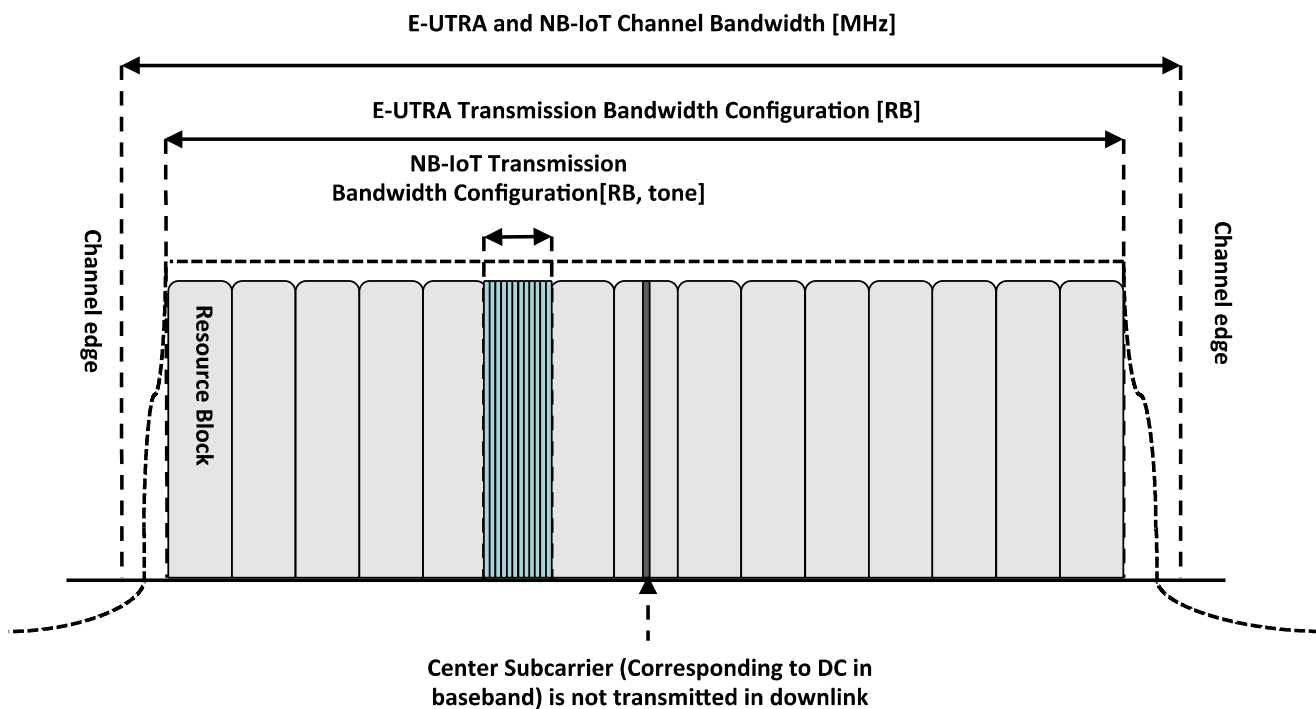 E-UTRA and NB-IoT Channel Bandwidth [MHz]
E-UTRA Transmission Bandwidth Configuration [RB]
NB-IoT Transmission
Bandwidth Configuration[RB, tone]
Channel edge
Channel edge
Resource Block
Center Subcarrier (Corresponding to DC in
baseband) is not transmitted in downlink